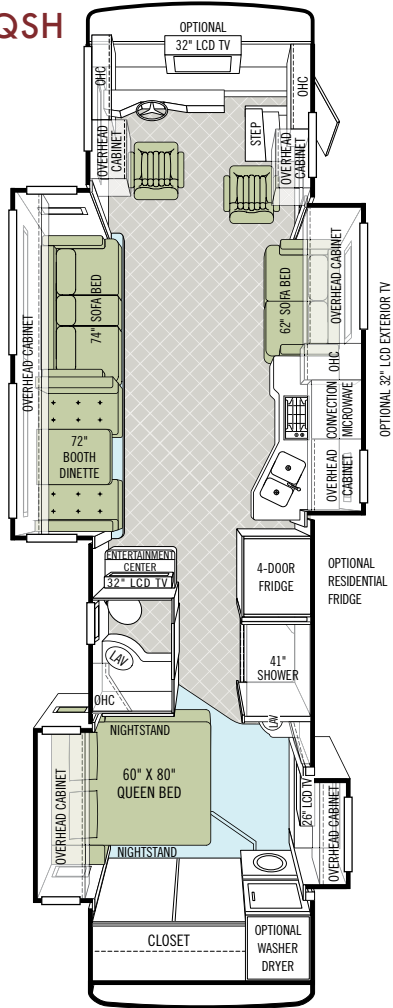 QSH
OPTIONAL
32" LCD TV
OHC
OHC
OVERHEAD
CABINET
STEP
OVERHEAD
CABINET
OVERHEAD CABINET
74" SOFA BED
62" SOFA BED
OVERHEAD CABINET
OHC
CONVECTION
MICROWAVE
OVERHEAD
CABINET
OPTIONAL 32" LCD EXTERIOR TV
72"
BOOTH
DINETTE
ENTERTAINMENT
CENTER
32" LCD TV
4-DOOR
FRIDGE
OPTIONAL
RESIDENTIAL
FRIDGE
LAV
OHC
41"
SHOWER
LAV
NIGHTSTAND
60" X 80"
QUEEN BED
NIGHTSTAND
OVERHEAD CABINET
26" LCD TV
OVERHEAD CABINET
CLOSET
OPTIONAL
WASHER
DRYER